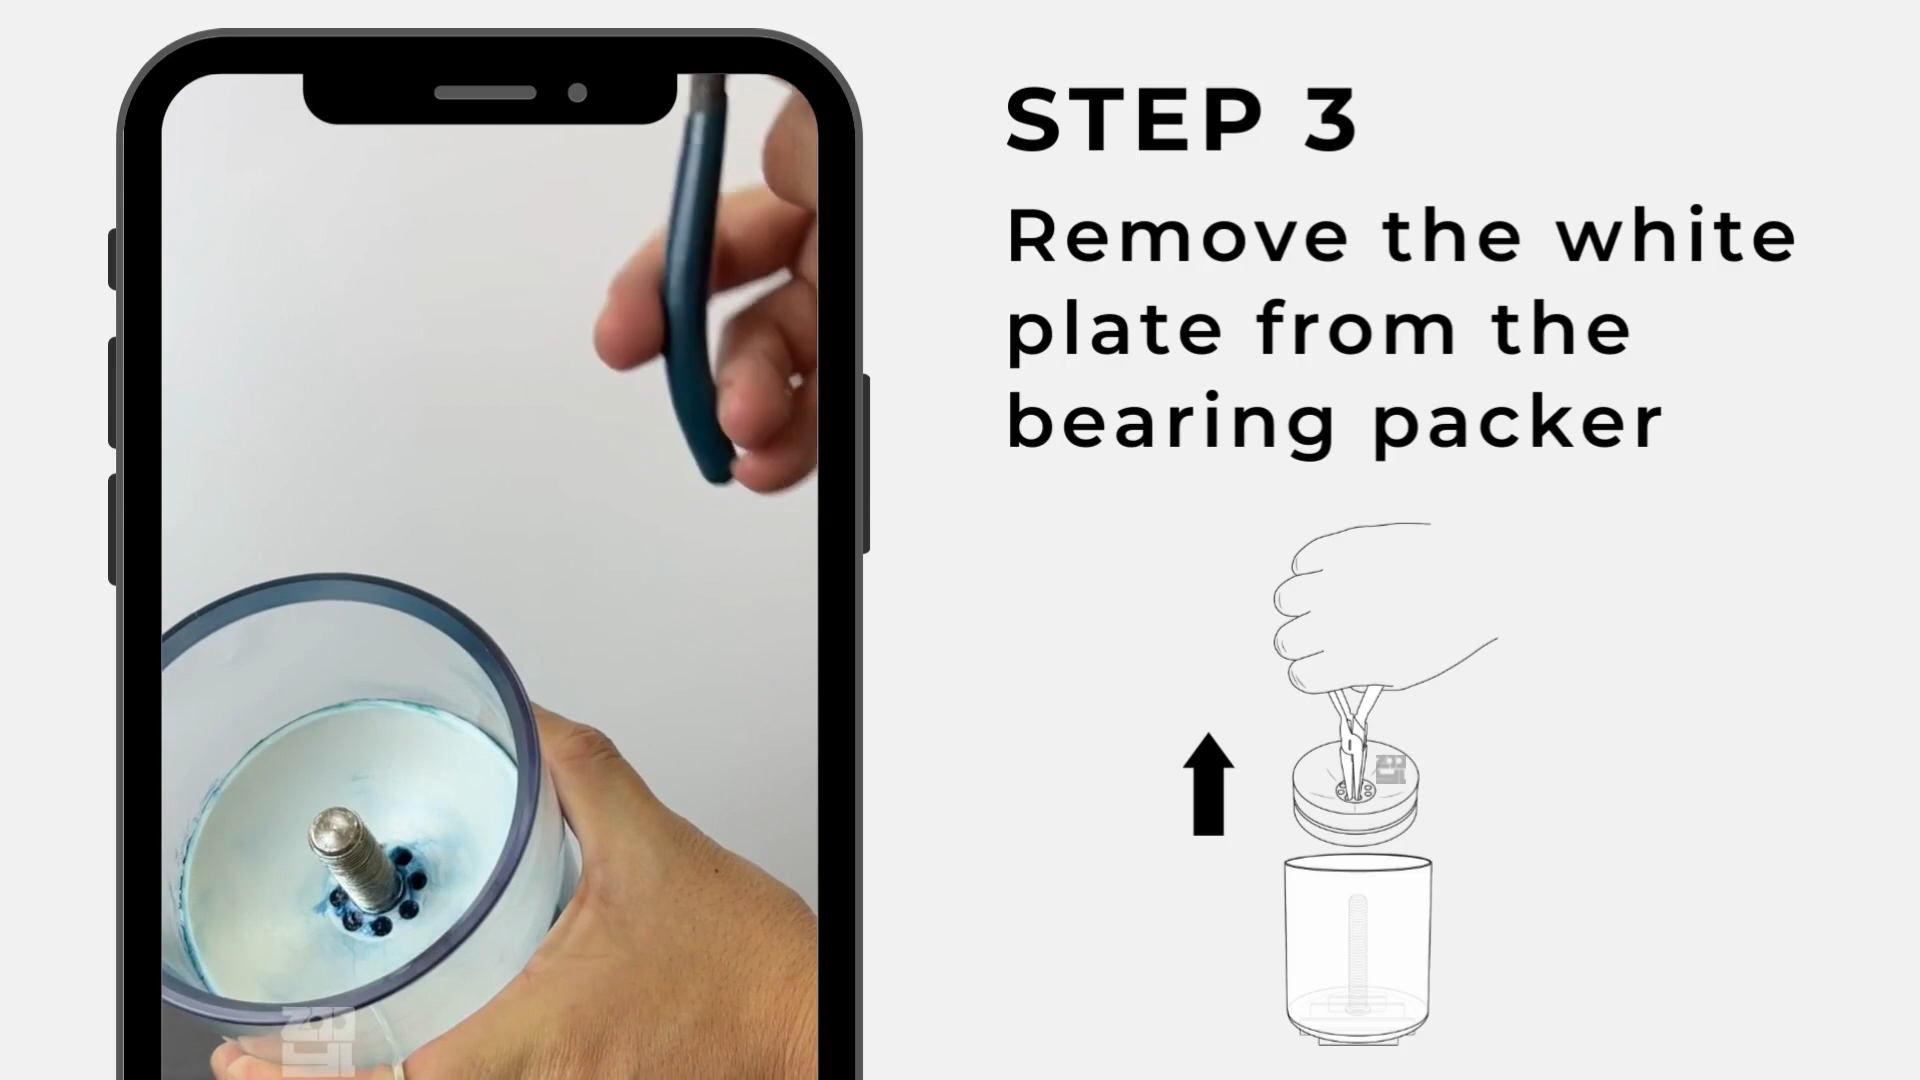 STEP 3
Remove the white
plate from the
bearing packer